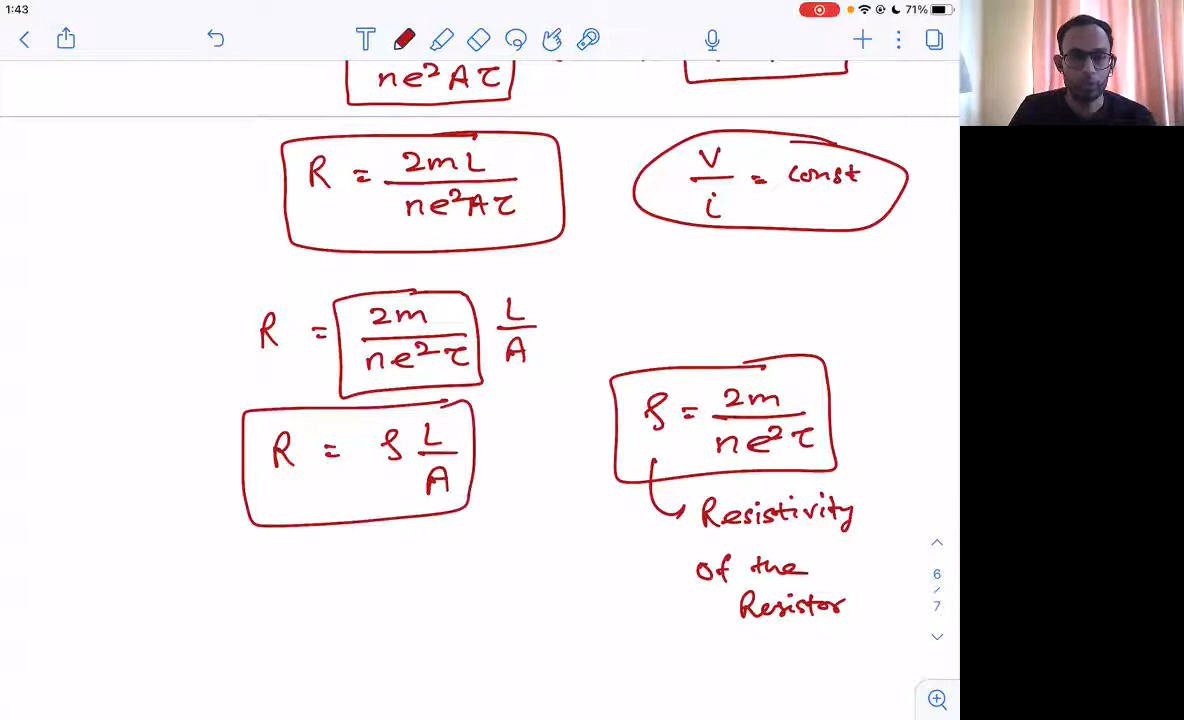 1:43
71%
T
ne²Aτ
R = 2mL / ne²Aτ
V / i = const
R = 2m / ne²τ L / A
R = ρ L / A
ρ = 2m / ne²τ
Resistivity
of the
Resistor
6
/
7